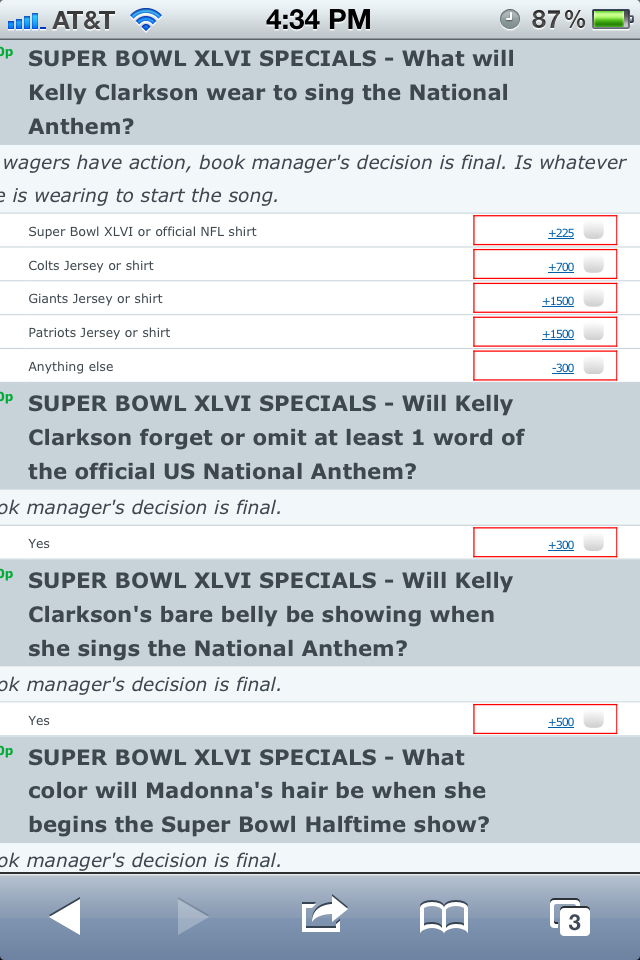 AT&T 4:34 PM 87%
0p SUPER BOWL XLVI SPECIALS - What will
Kelly Clarkson wear to sing the National
Anthem?
wagers have action, book manager's decision is final. Is whatever
e is wearing to start the song.
Super Bowl XLVI or official NFL shirt +225
Colts Jersey or shirt +700
Giants Jersey or shirt +1500
Patriots Jersey or shirt +1500
Anything else -300
0p SUPER BOWL XLVI SPECIALS - Will Kelly
Clarkson forget or omit at least 1 word of
the official US National Anthem?
ok manager's decision is final.
Yes +300
0p SUPER BOWL XLVI SPECIALS - Will Kelly
Clarkson's bare belly be showing when
she sings the National Anthem?
ok manager's decision is final.
Yes +500
0p SUPER BOWL XLVI SPECIALS - What
color will Madonna's hair be when she
begins the Super Bowl Halftime show?
ok manager's decision is final.
3